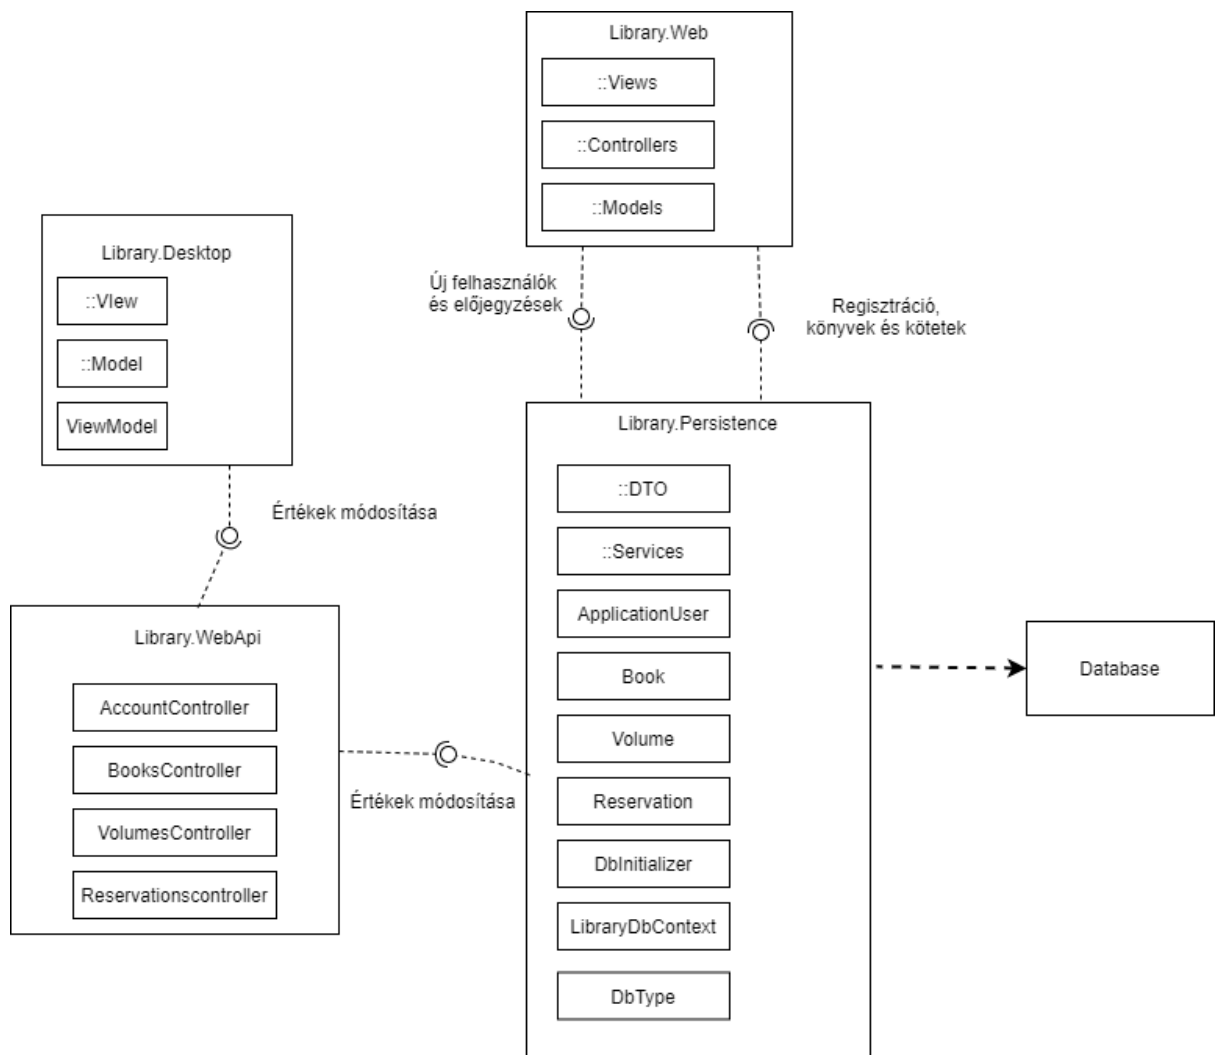 Library.Web
::Views
::Controllers
::Models
Library.Desktop
::VIew
::Model
ViewModel
Új felhasználók
és előjegyzések
Regisztráció,
könyvek és kötetek
Értékek módosítása
Library.WebApi
AccountController
BooksController
VolumesController
Reservationscontroller
Értékek módosítása
Library.Persistence
::DTO
::Services
ApplicationUser
Book
Volume
Reservation
DbInitializer
LibraryDbContext
DbType
Database